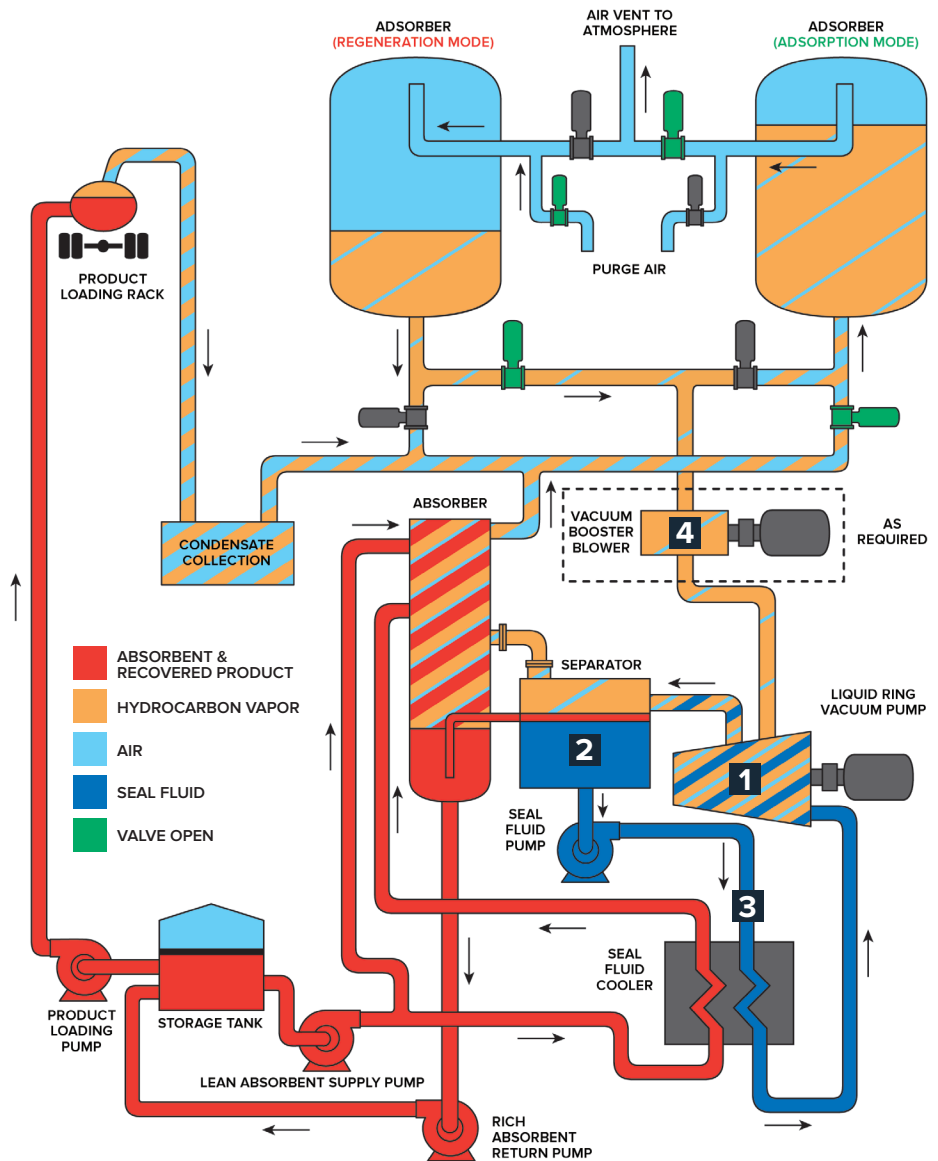 ADSORBER
(REGENERATION MODE)
AIR VENT TO
ATMOSPHERE
ADSORBER
(ADSORPTION MODE)
PURGE AIR
PRODUCT
LOADING RACK
CONDENSATE
COLLECTION
ABSORBER
VACUUM
BOOSTER
BLOWER
4
AS
REQUIRED
ABSORBENT &
RECOVERED PRODUCT
HYDROCARBON VAPOR
AIR
SEAL FLUID
VALVE OPEN
SEPARATOR
2
LIQUID RING
VACUUM PUMP
1
SEAL
FLUID
PUMP
3
SEAL
FLUID
COOLER
PRODUCT
LOADING
PUMP
STORAGE TANK
LEAN ABSORBENT SUPPLY PUMP
RICH
ABSORBENT
RETURN PUMP